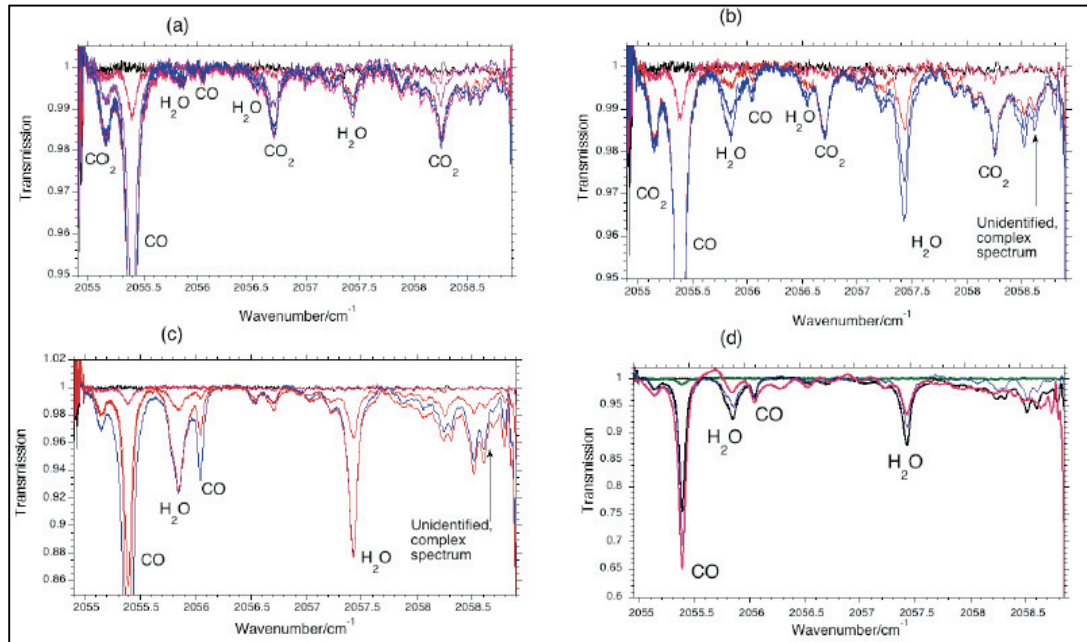 (a)
1
0.99
0.98
0.97
0.96
0.95
Transmission
CO2
CO
H2O
CO
H2O
CO2
H2O
CO2
2055
2055.5
2056
2056.5
2057
2057.5
2058
2058.5
Wavenumber/cm-1
(b)
1
0.99
0.98
0.97
0.96
0.95
Transmission
CO2
CO
H2O
CO
H2O
CO2
H2O
CO2
Unidentified,
complex
spectrum
2055
2055.5
2056
2056.5
2057
2057.5
2058
2058.5
Wavenumber/cm-1
(c)
1.02
1
0.98
0.96
0.94
0.92
0.9
0.88
0.86
Transmission
CO
H2O
CO
H2O
Unidentified,
complex
spectrum
2055
2055.5
2056
2056.5
2057
2057.5
2058
2058.5
Wavenumber/cm-1
(d)
1.05
1
0.95
0.9
0.85
0.8
0.75
0.7
0.65
0.6
Transmission
CO
H2O
CO
H2O
2055
2055.5
2056
2056.5
2057
2057.5
2058
2058.5
Wavenumber/cm-1